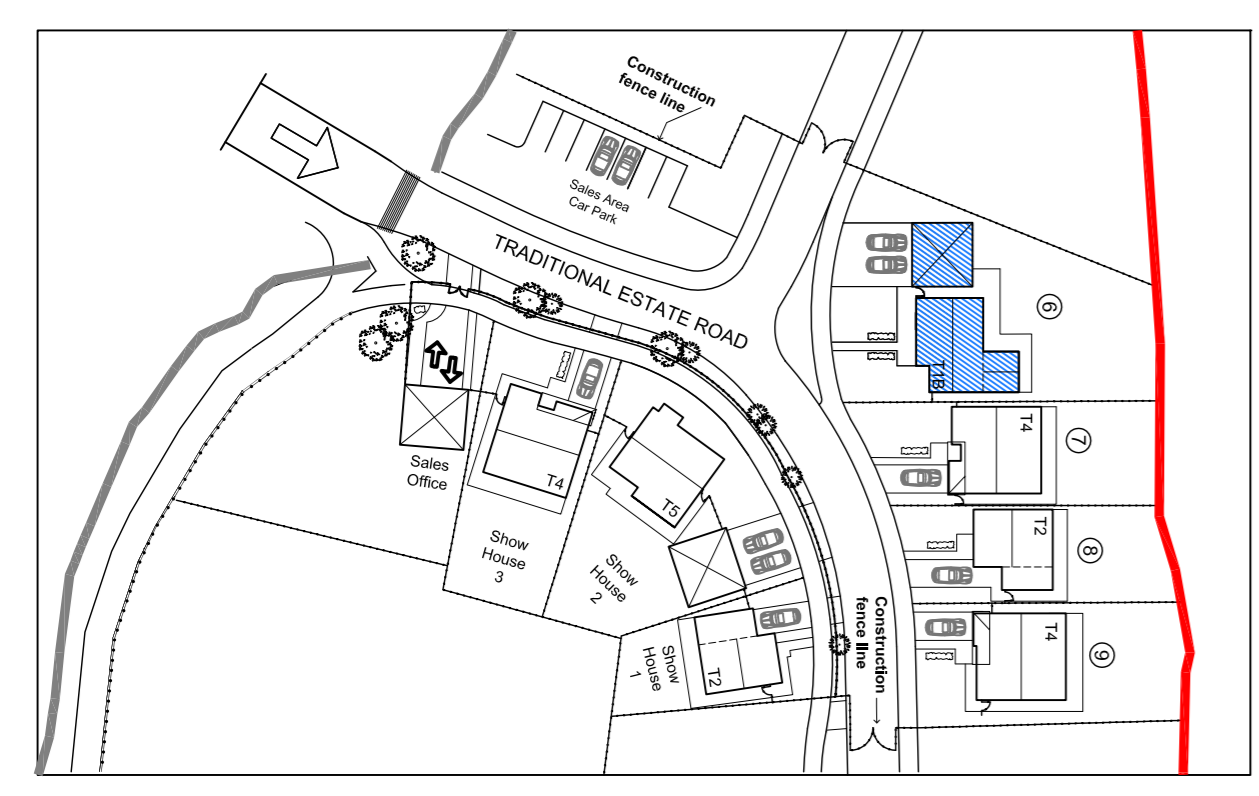 Construction
fence line
Sales Area
Car Park
TRADITIONAL ESTATE ROAD
6
T1B
T4
7
T2
8
T4
9
Sales
Office
T4
Show
House
3
T5
Show
House
2
T2
Show
House
1
Construction
fence line